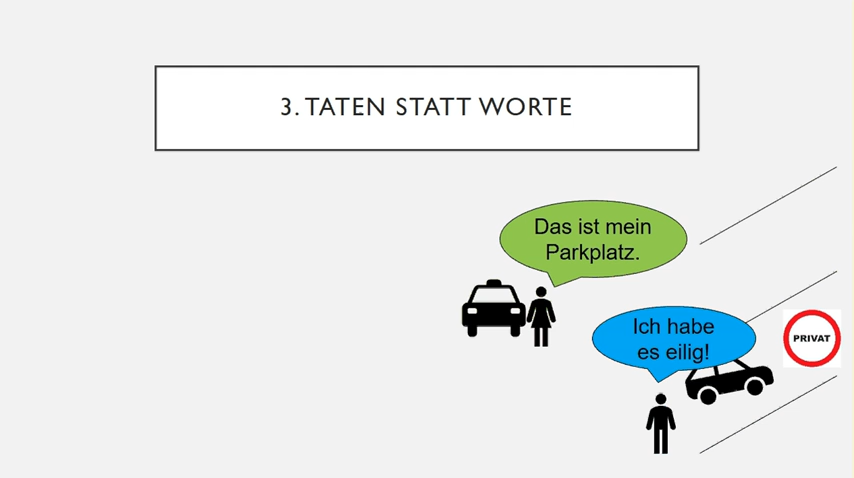 3. TATEN STATT WORTE
Das ist mein
Parkplatz.
Ich habe
es eilig!
PRIVAT